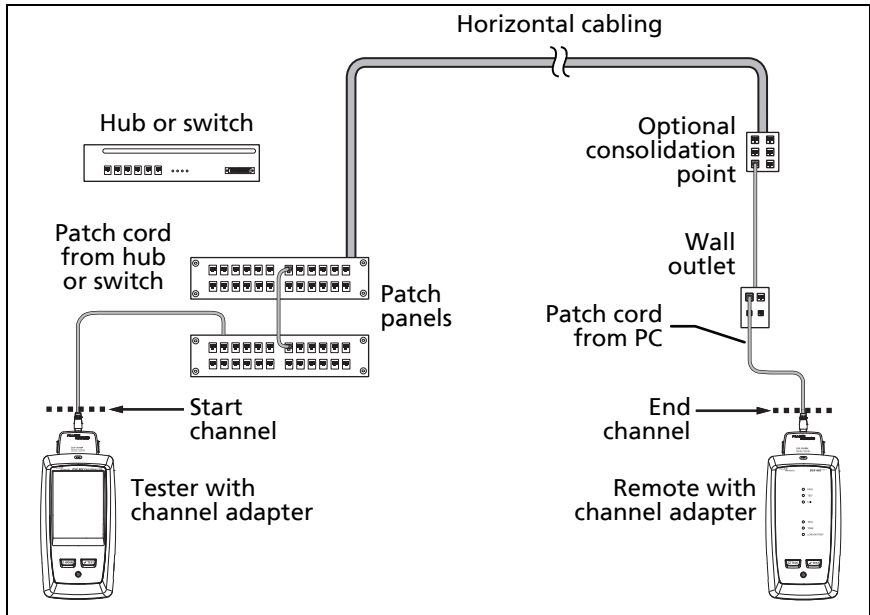 Horizontal cabling
Hub or switch
Optional
consolidation
point
Patch cord
from hub
or switch
Wall
outlet
Patch
panels
Patch cord
from PC
Start
channel
End
channel
Tester with
channel adapter
Remote with
channel adapter